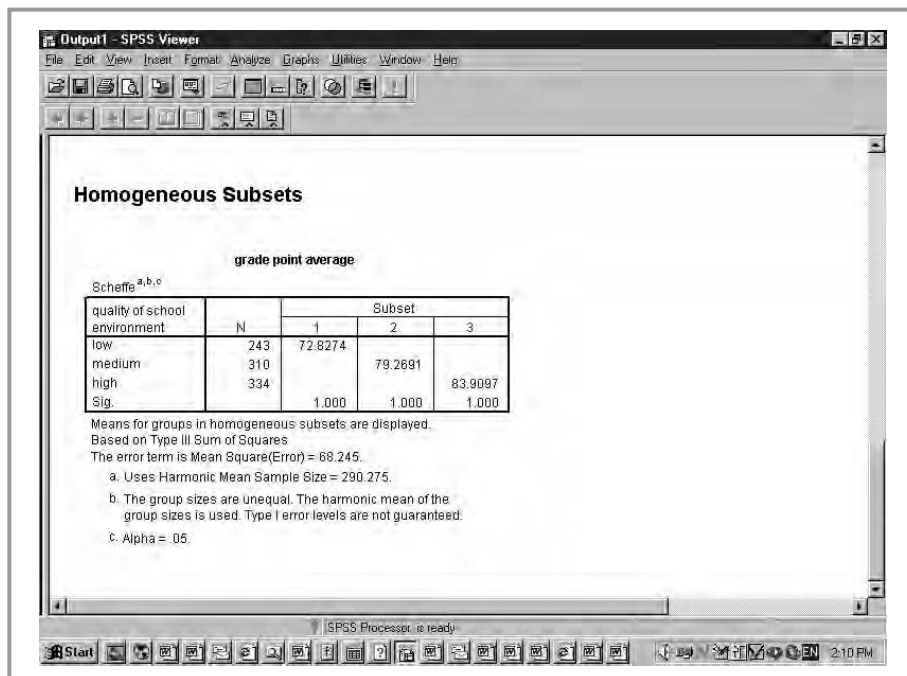 Output1 - SPSS Viewer
File Edit View Insert Format Analyze Graphs Utilities Window Help
Homogeneous Subsets
grade point average
Scheffe a,b,c
quality of school environment N Subset
1 2 3
low 243 72.8274
medium 310 79.2691
high 334 83.9097
Sig. 1.000 1.000 1.000
Means for groups in homogeneous subsets are displayed.
Based on Type III Sum of Squares
The error term is Mean Square(Error) = 68.245.
a. Uses Harmonic Mean Sample Size = 290.275.
b. The group sizes are unequal. The harmonic mean of the
group sizes is used. Type I error levels are not guaranteed.
c. Alpha = .05.
SPSS Processor is ready
Start
EN 2:10 PM